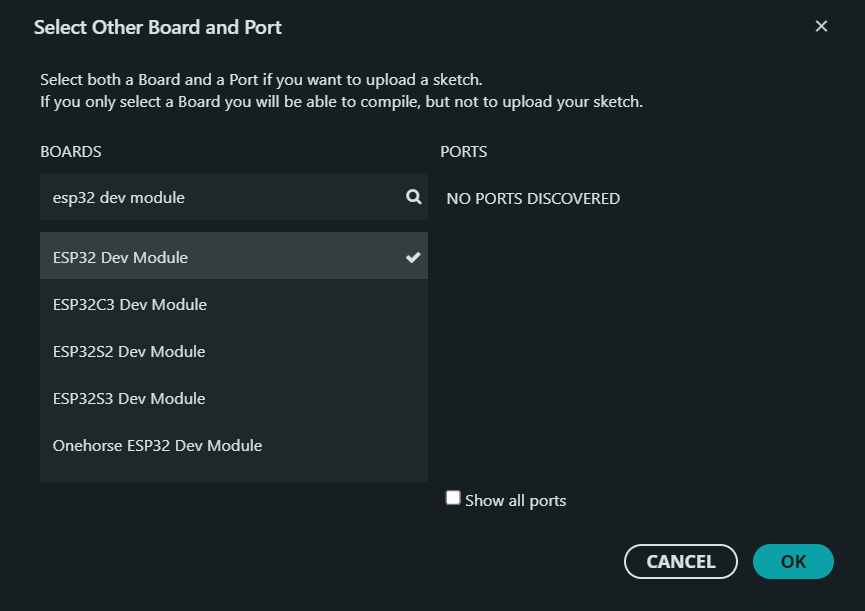 Select Other Board and Port
Select both a Board and a Port if you want to upload a sketch.
If you only select a Board you will be able to compile, but not to upload your sketch.
BOARDS
esp32 dev module
ESP32 Dev Module
ESP32C3 Dev Module
ESP32S2 Dev Module
ESP32S3 Dev Module
Onehorse ESP32 Dev Module
PORTS
NO PORTS DISCOVERED
Show all ports
CANCEL
OK